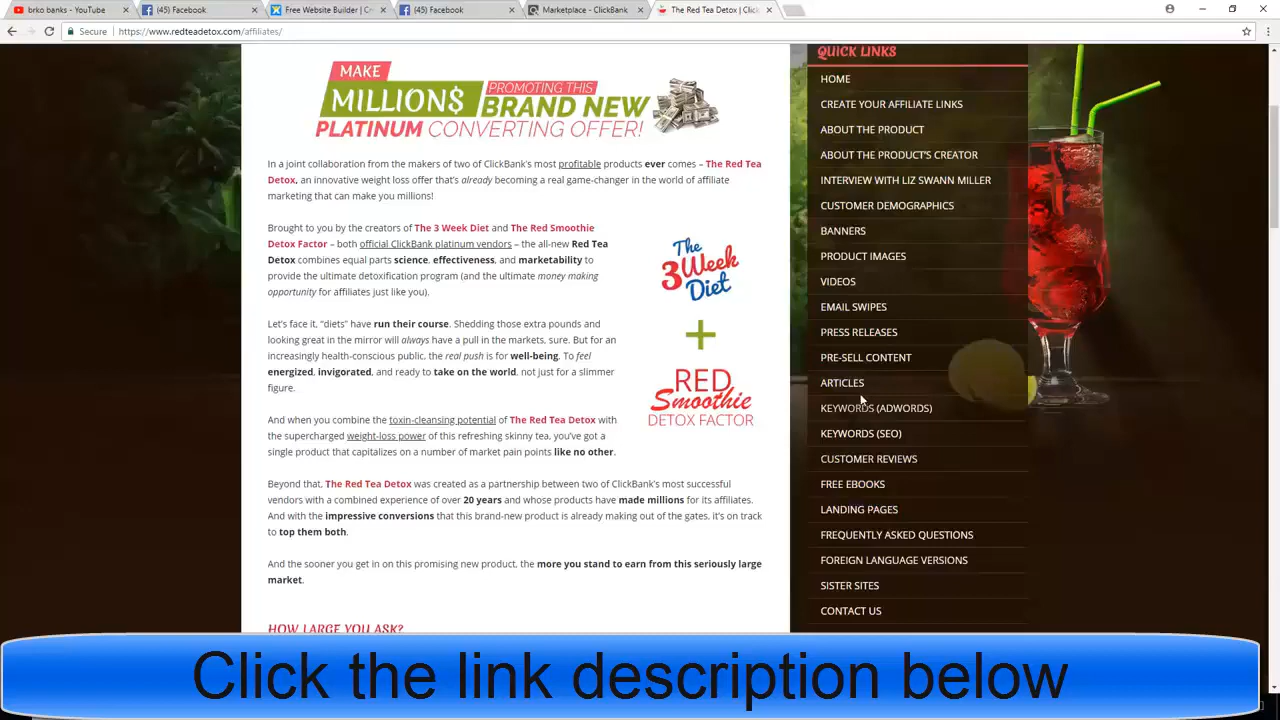 brko banks - YouTube
(45) Facebook
Free Website Builder | C
(45) Facebook
Marketplace - ClickBank
The Red Tea Detox | Click
Secure
https://www.redteadetox.com/affiliates/
MAKE
MILLION$
PROMOTING THIS
BRAND NEW
PLATINUM CONVERTING OFFER!
In a joint collaboration from the makers of two of ClickBank's most profitable products ever comes – The Red Tea
Detox, an innovative weight loss offer that's already becoming a real game-changer in the world of affiliate
marketing that can make you millions!
Brought to you by the creators of The 3 Week Diet and The Red Smoothie
Detox Factor – both official ClickBank platinum vendors – the all-new Red Tea
Detox combines equal parts science, effectiveness, and marketability to
provide the ultimate detoxification program (and the ultimate money making
opportunity for affiliates just like you).
The
3 Week
Diet
+
RED
Smoothie
DETOX FACTOR
Let's face it, "diets" have run their course. Shedding those extra pounds and
looking great in the mirror will always have a pull in the markets, sure. But for an
increasingly health-conscious public, the real push is for well-being. To feel
energized, invigorated, and ready to take on the world, not just for a slimmer
figure.
And when you combine the toxin-cleansing potential of The Red Tea Detox with
the supercharged weight-loss power of this refreshing skinny tea, you've got a
single product that capitalizes on a number of market pain points like no other.
Beyond that, The Red Tea Detox was created as a partnership between two of ClickBank's most successful
vendors with a combined experience of over 20 years and whose products have made millions for its affiliates.
And with the impressive conversions that this brand-new product is already making out of the gates, it's on track
to top them both.
And the sooner you get in on this promising new product, the more you stand to earn from this seriously large
market.
HOW LARGE YOU ASK?
QUICK LINKS
HOME
CREATE YOUR AFFILIATE LINKS
ABOUT THE PRODUCT
ABOUT THE PRODUCT'S CREATOR
INTERVIEW WITH LIZ SWANN MILLER
CUSTOMER DEMOGRAPHICS
BANNERS
PRODUCT IMAGES
VIDEOS
EMAIL SWIPES
PRESS RELEASES
PRE-SELL CONTENT
ARTICLES
KEYWORDS (ADWORDS)
KEYWORDS (SEO)
CUSTOMER REVIEWS
FREE EBOOKS
LANDING PAGES
FREQUENTLY ASKED QUESTIONS
FOREIGN LANGUAGE VERSIONS
SISTER SITES
CONTACT US
Click the link description below